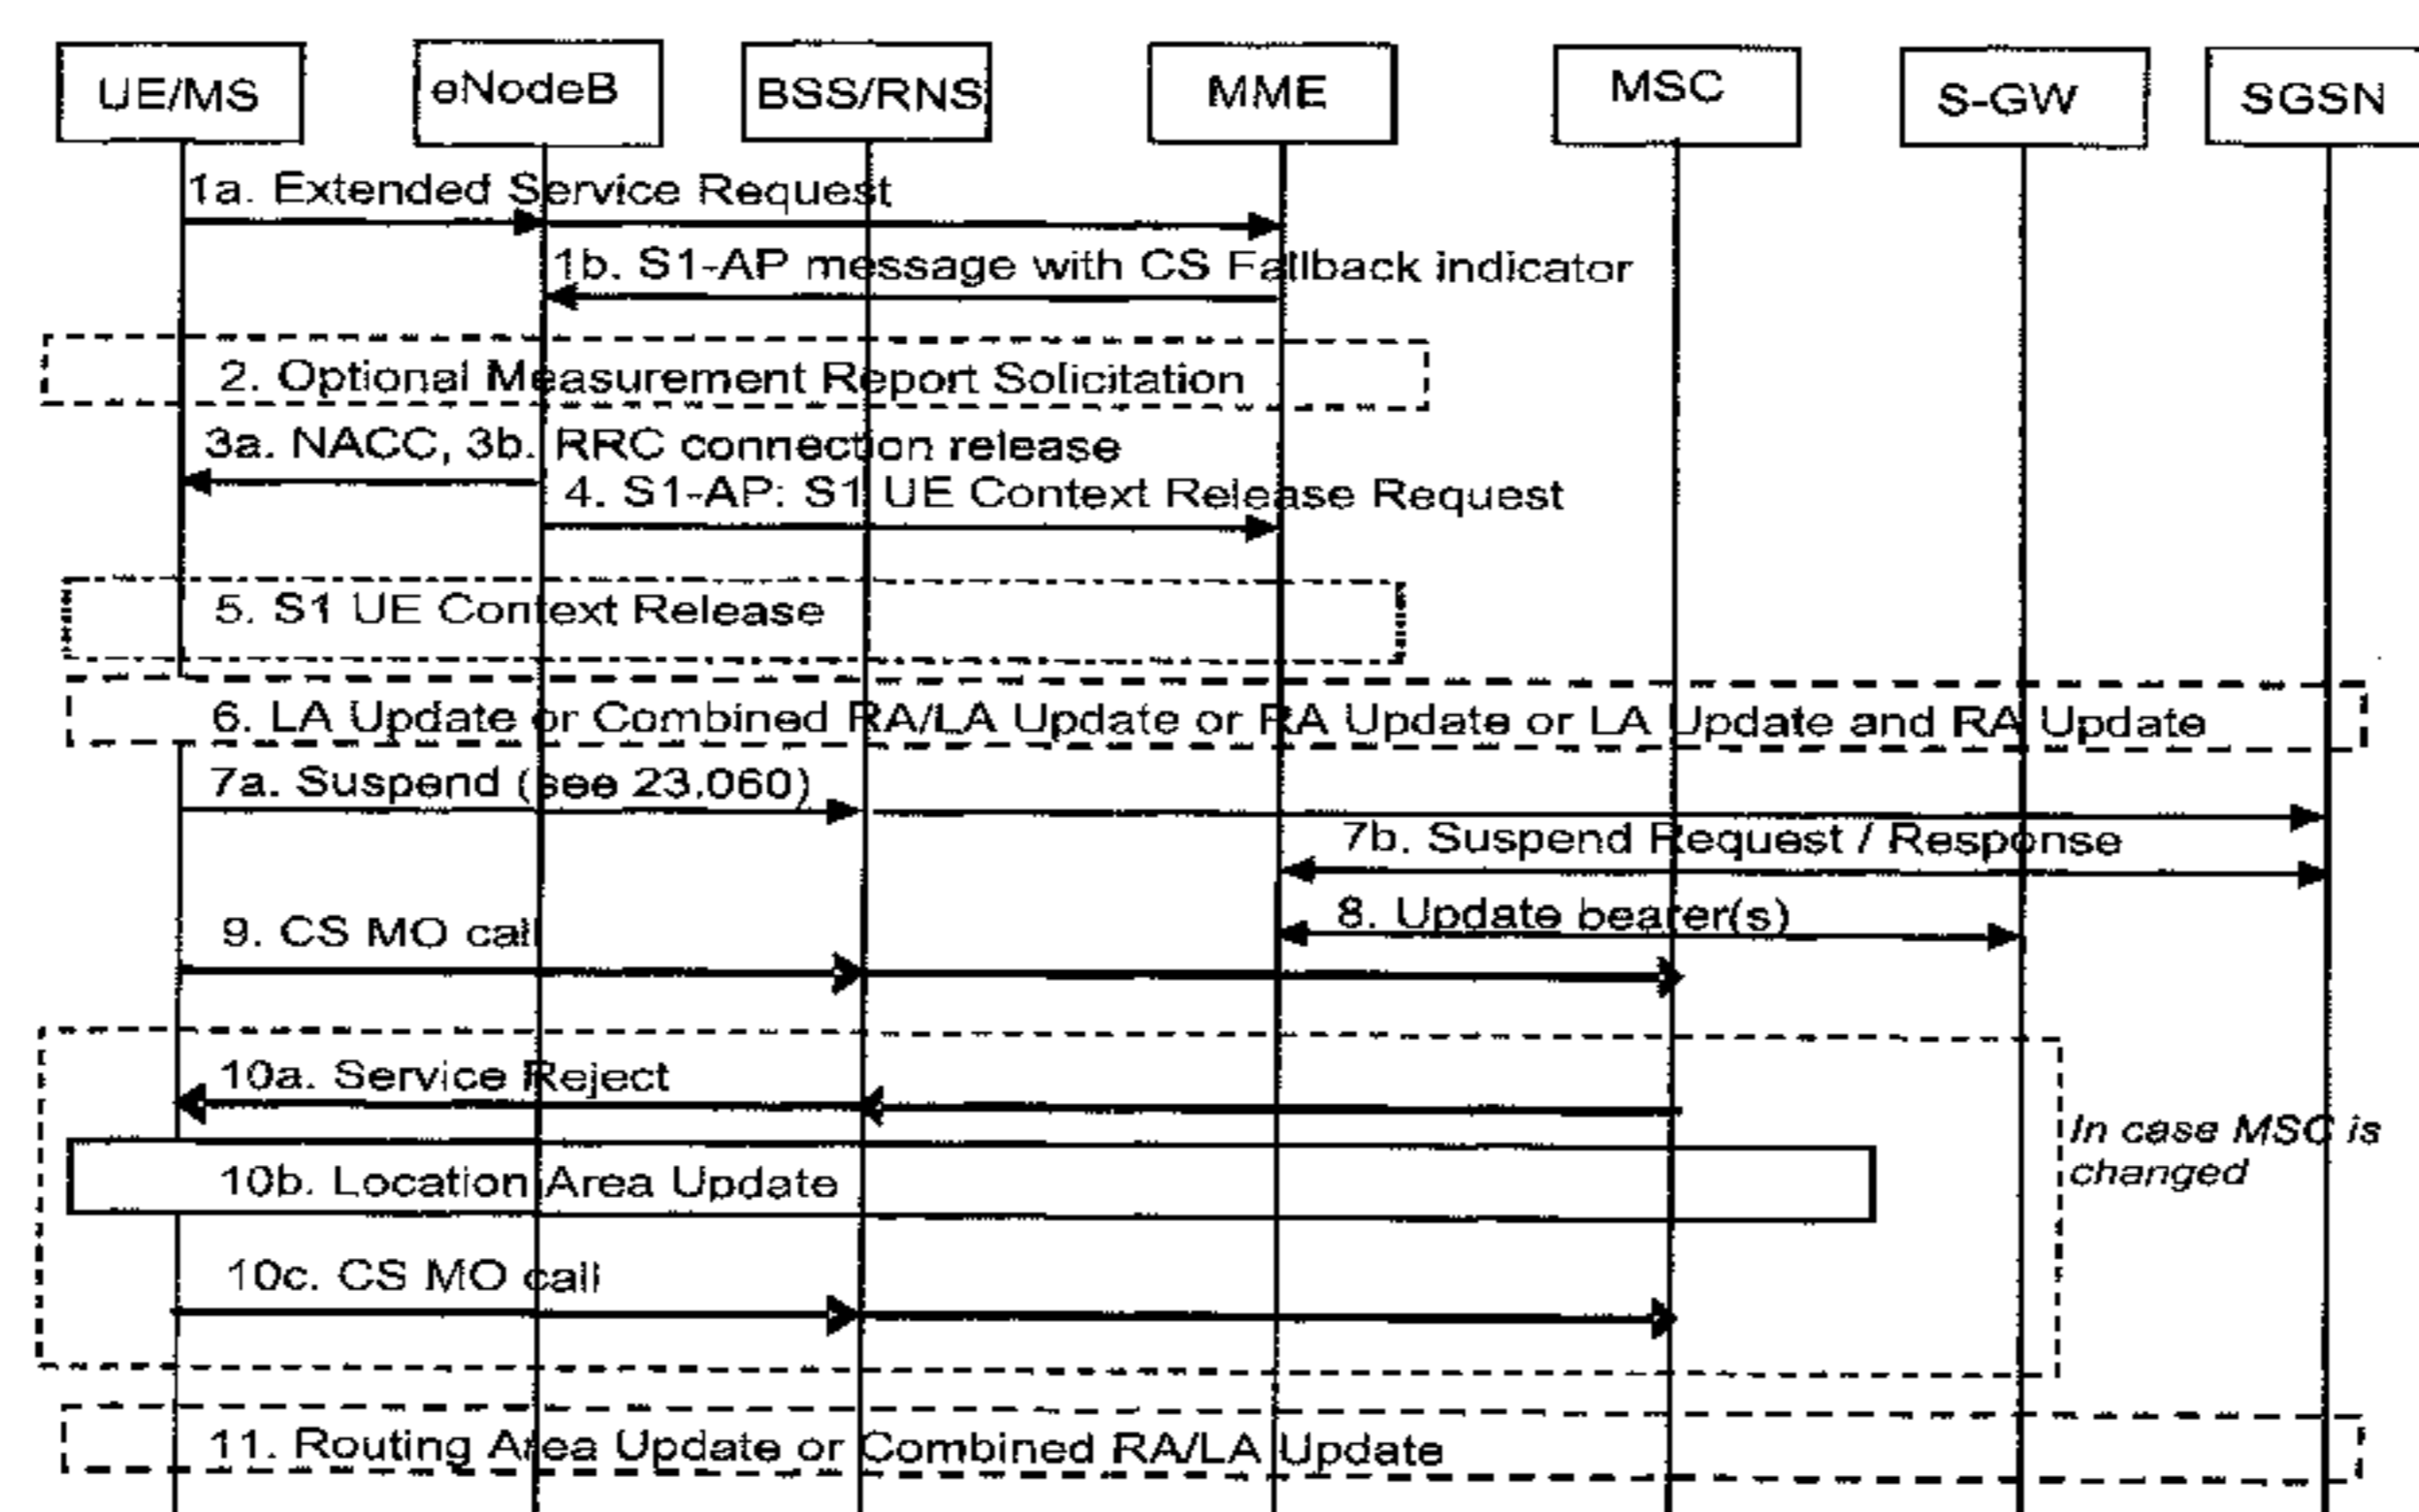 UE/MS
eNodeB
BSS/RNS
MME
MSC
S-GW
SGSN
1a. Extended Service Request
1b. S1-AP message with CS Fallback indicator
2. Optional Measurement Report Solicitation
3a. NACC, 3b. RRC connection release
4. S1-AP: S1 UE Context Release Request
5. S1 UE Context Release
6. LA Update or Combined RA/LA Update or RA Update or LA Update and RA Update
7a. Suspend (see 23.060)
7b. Suspend Request / Response
8. Update bearer(s)
9. CS MO call
10a. Service Reject
In case MSC is
changed
10b. Location Area Update
10c. CS MO call
11. Routing Area Update or Combined RA/LA Update